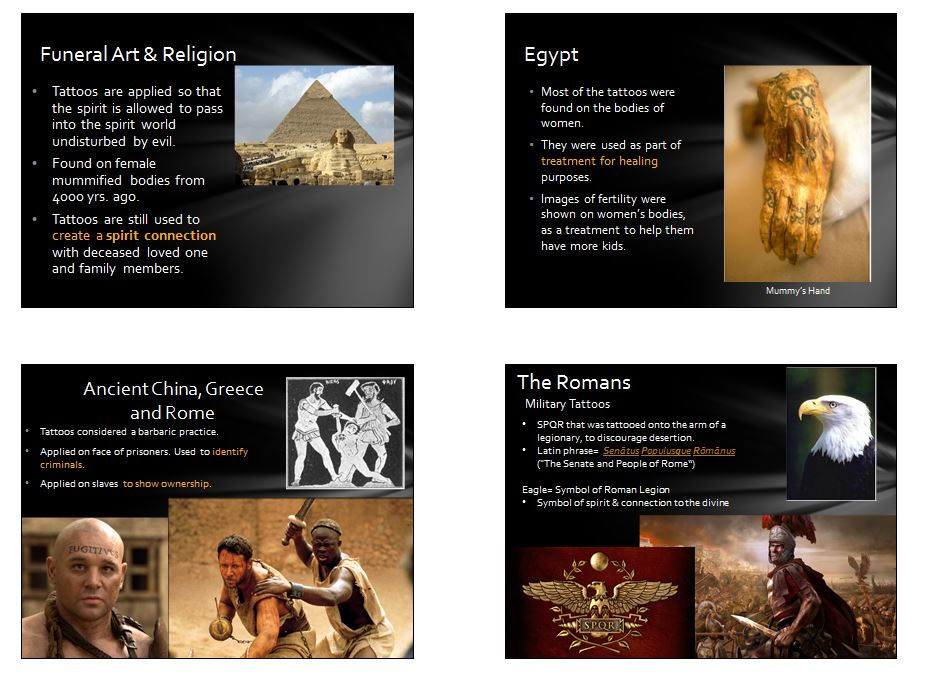 Funeral Art & Religion
• Tattoos are applied so that
the spirit is allowed to pass
into the spirit world
undisturbed by evil.
• Found on female
mummified bodies from
4000 yrs. ago.
• Tattoos are still used to
create a spirit connection
with deceased loved one
and family members.
Egypt
• Most of the tattoos were
found on the bodies of
women.
• They were used as part of
treatment for healing
purposes.
• Images of fertility were
shown on women's bodies,
as a treatment to help them
have more kids.
Mummy's Hand
Ancient China, Greece
and Rome
• Tattoos considered a barbaric practice.
• Applied on face of prisoners. Used to identify
criminals.
• Applied on slaves to show ownership.
FUGITIVES
The Romans
Military Tattoos
• SPQR that was tattooed onto the arm of a
legionary, to discourage desertion.
• Latin phrase= Senātus Populusque Rōmānus
("The Senate and People of Rome")
Eagle= Symbol of Roman Legion
• Symbol of spirit & connection to the divine
SPQR